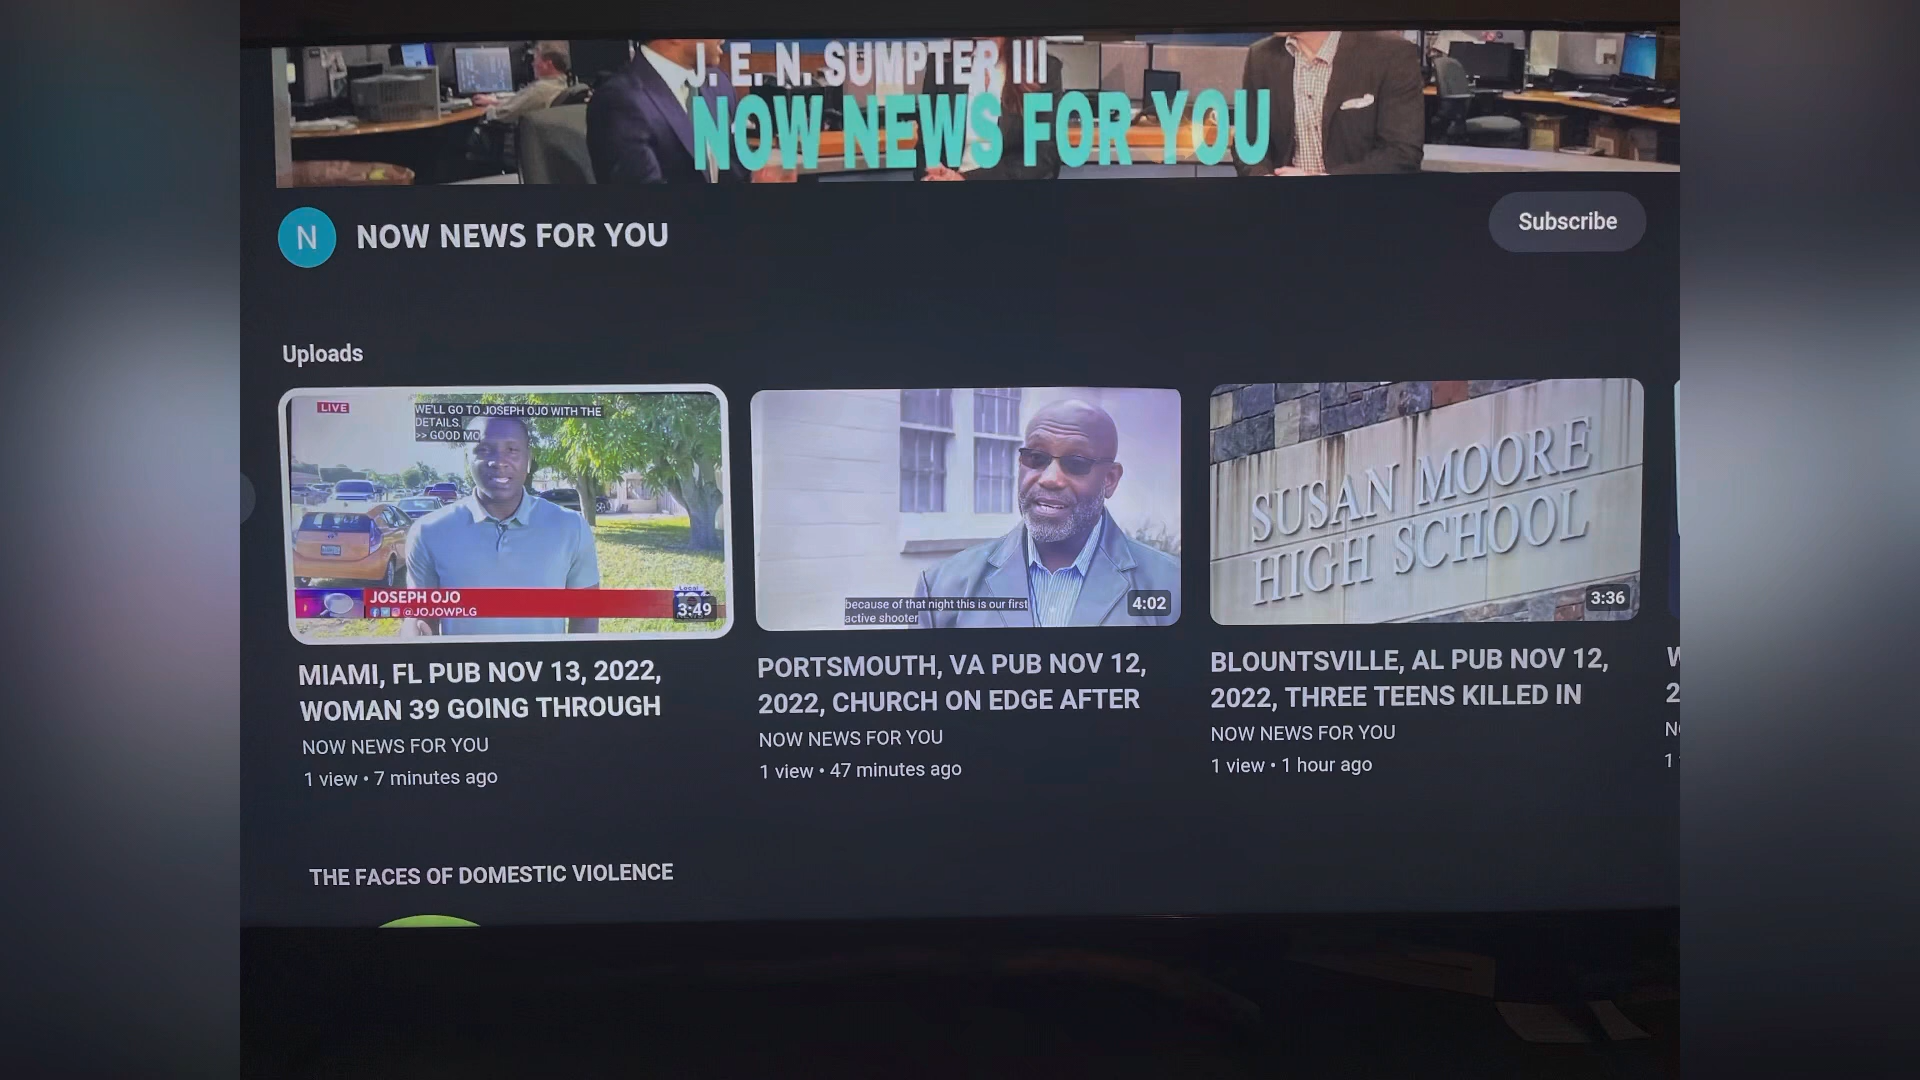 J. E. N. SUMPTER III
NOW NEWS FOR YOU
N
NOW NEWS FOR YOU
Subscribe
Uploads
LIVE
WE'LL GO TO JOSEPH OJO WITH THE
DETAILS.
>> GOOD MO
JOSEPH OJO
@JOJOWPLG
3:49
MIAMI, FL PUB NOV 13, 2022,
WOMAN 39 GOING THROUGH
NOW NEWS FOR YOU
1 view • 7 minutes ago
because of that night this is our first
active shooter
4:02
PORTSMOUTH, VA PUB NOV 12,
2022, CHURCH ON EDGE AFTER
NOW NEWS FOR YOU
1 view • 47 minutes ago
SUSAN MOORE
HIGH SCHOOL
3:36
BLOUNTSVILLE, AL PUB NOV 12,
2022, THREE TEENS KILLED IN
NOW NEWS FOR YOU
1 view • 1 hour ago
THE FACES OF DOMESTIC VIOLENCE